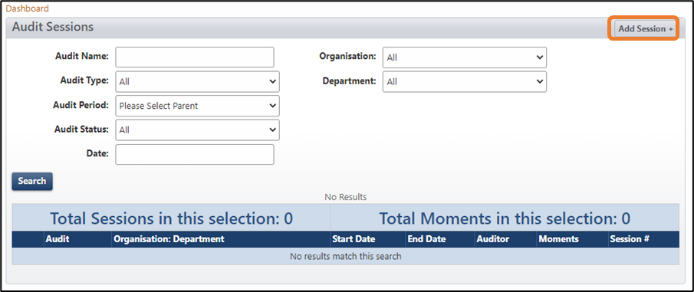 Dashboard
Audit Sessions Add Session +
Audit Name: Organisation: All
Audit Type: All Department: All
Audit Period: Please Select Parent
Audit Status: All
Date:
Search
No Results
Total Sessions in this selection: 0 Total Moments in this selection: 0
Audit Organisation: Department Start Date End Date Auditor Moments Session #
No results match this search